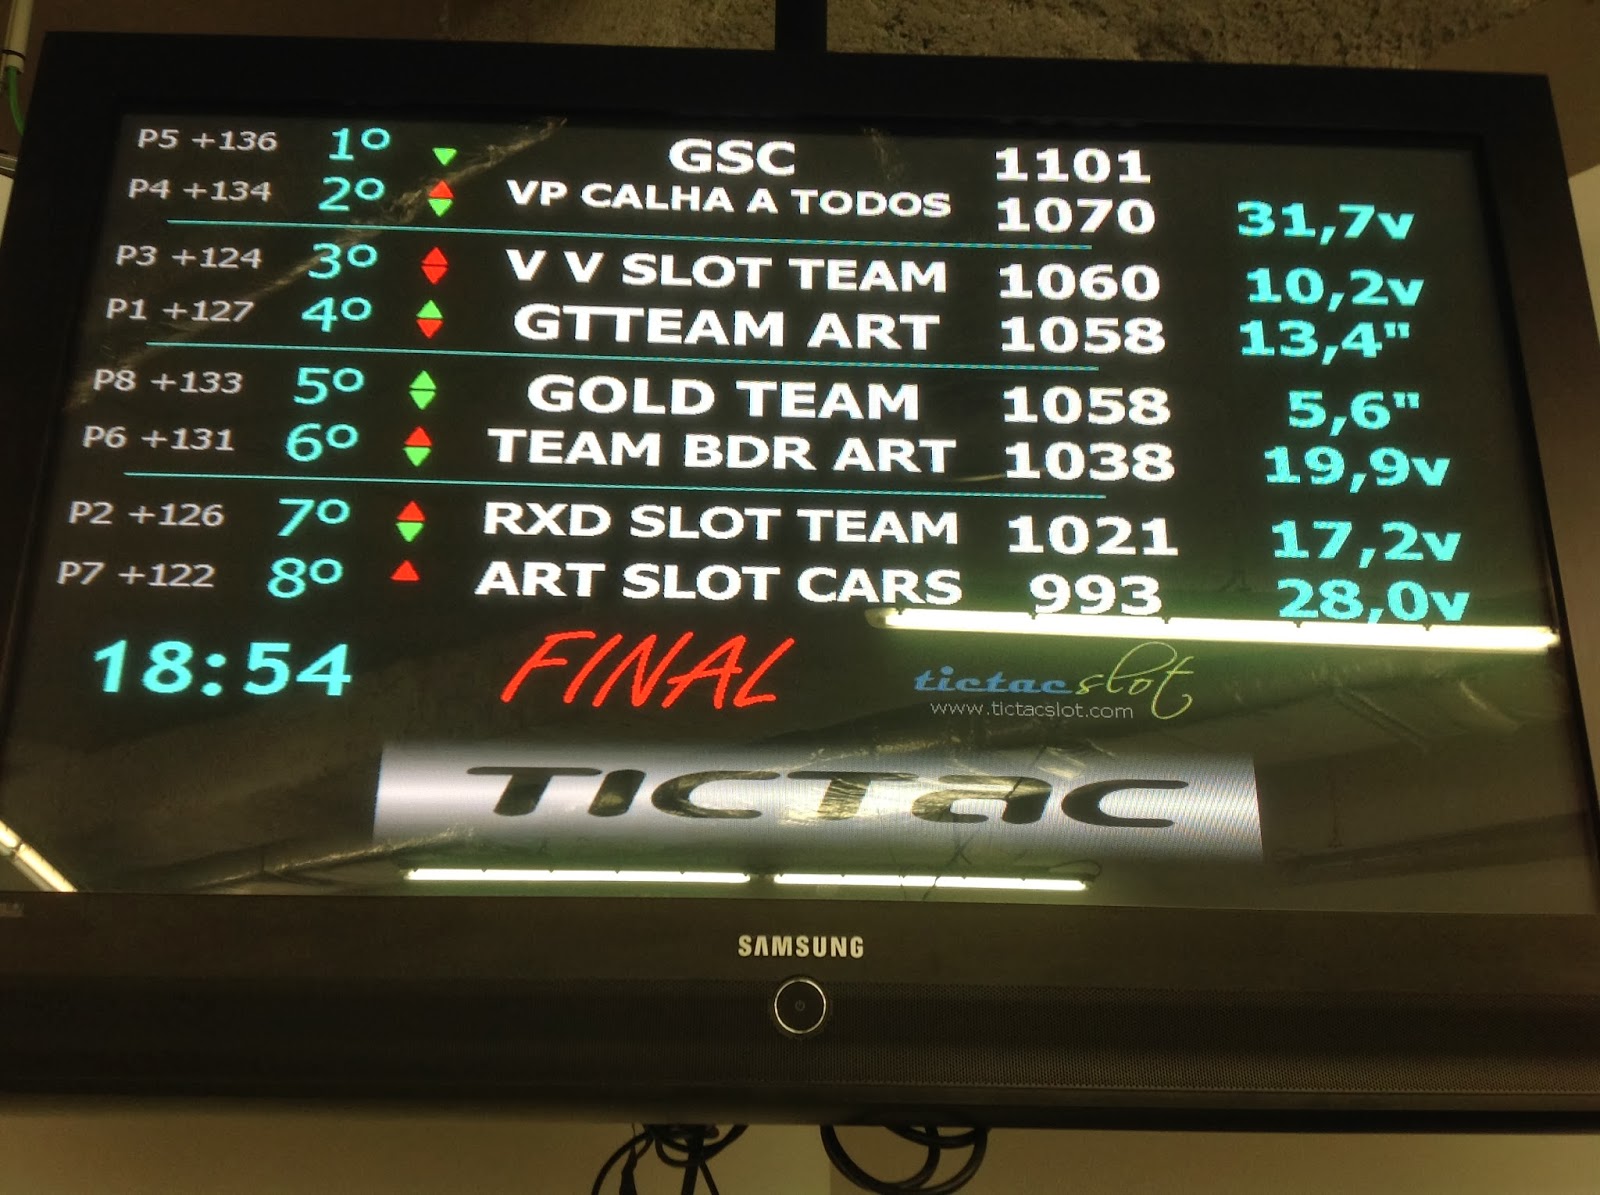 P5 +136 1º GSC 1101
P4 +134 2º VP CALHA A TODOS 1070 31,7v
P3 +124 3º V V SLOT TEAM 1060 10,2v
P1 +127 4º GTTEAM ART 1058 13,4"
P8 +133 5º GOLD TEAM 1058 5,6"
P6 +131 6º TEAM BDR ART 1038 19,9v
P2 +126 7º RXD SLOT TEAM 1021 17,2v
P7 +122 8º ART SLOT CARS 993 28,0v
18:54 FINAL tictacslot
www.tictacslot.com
TICTac
SAMSUNG